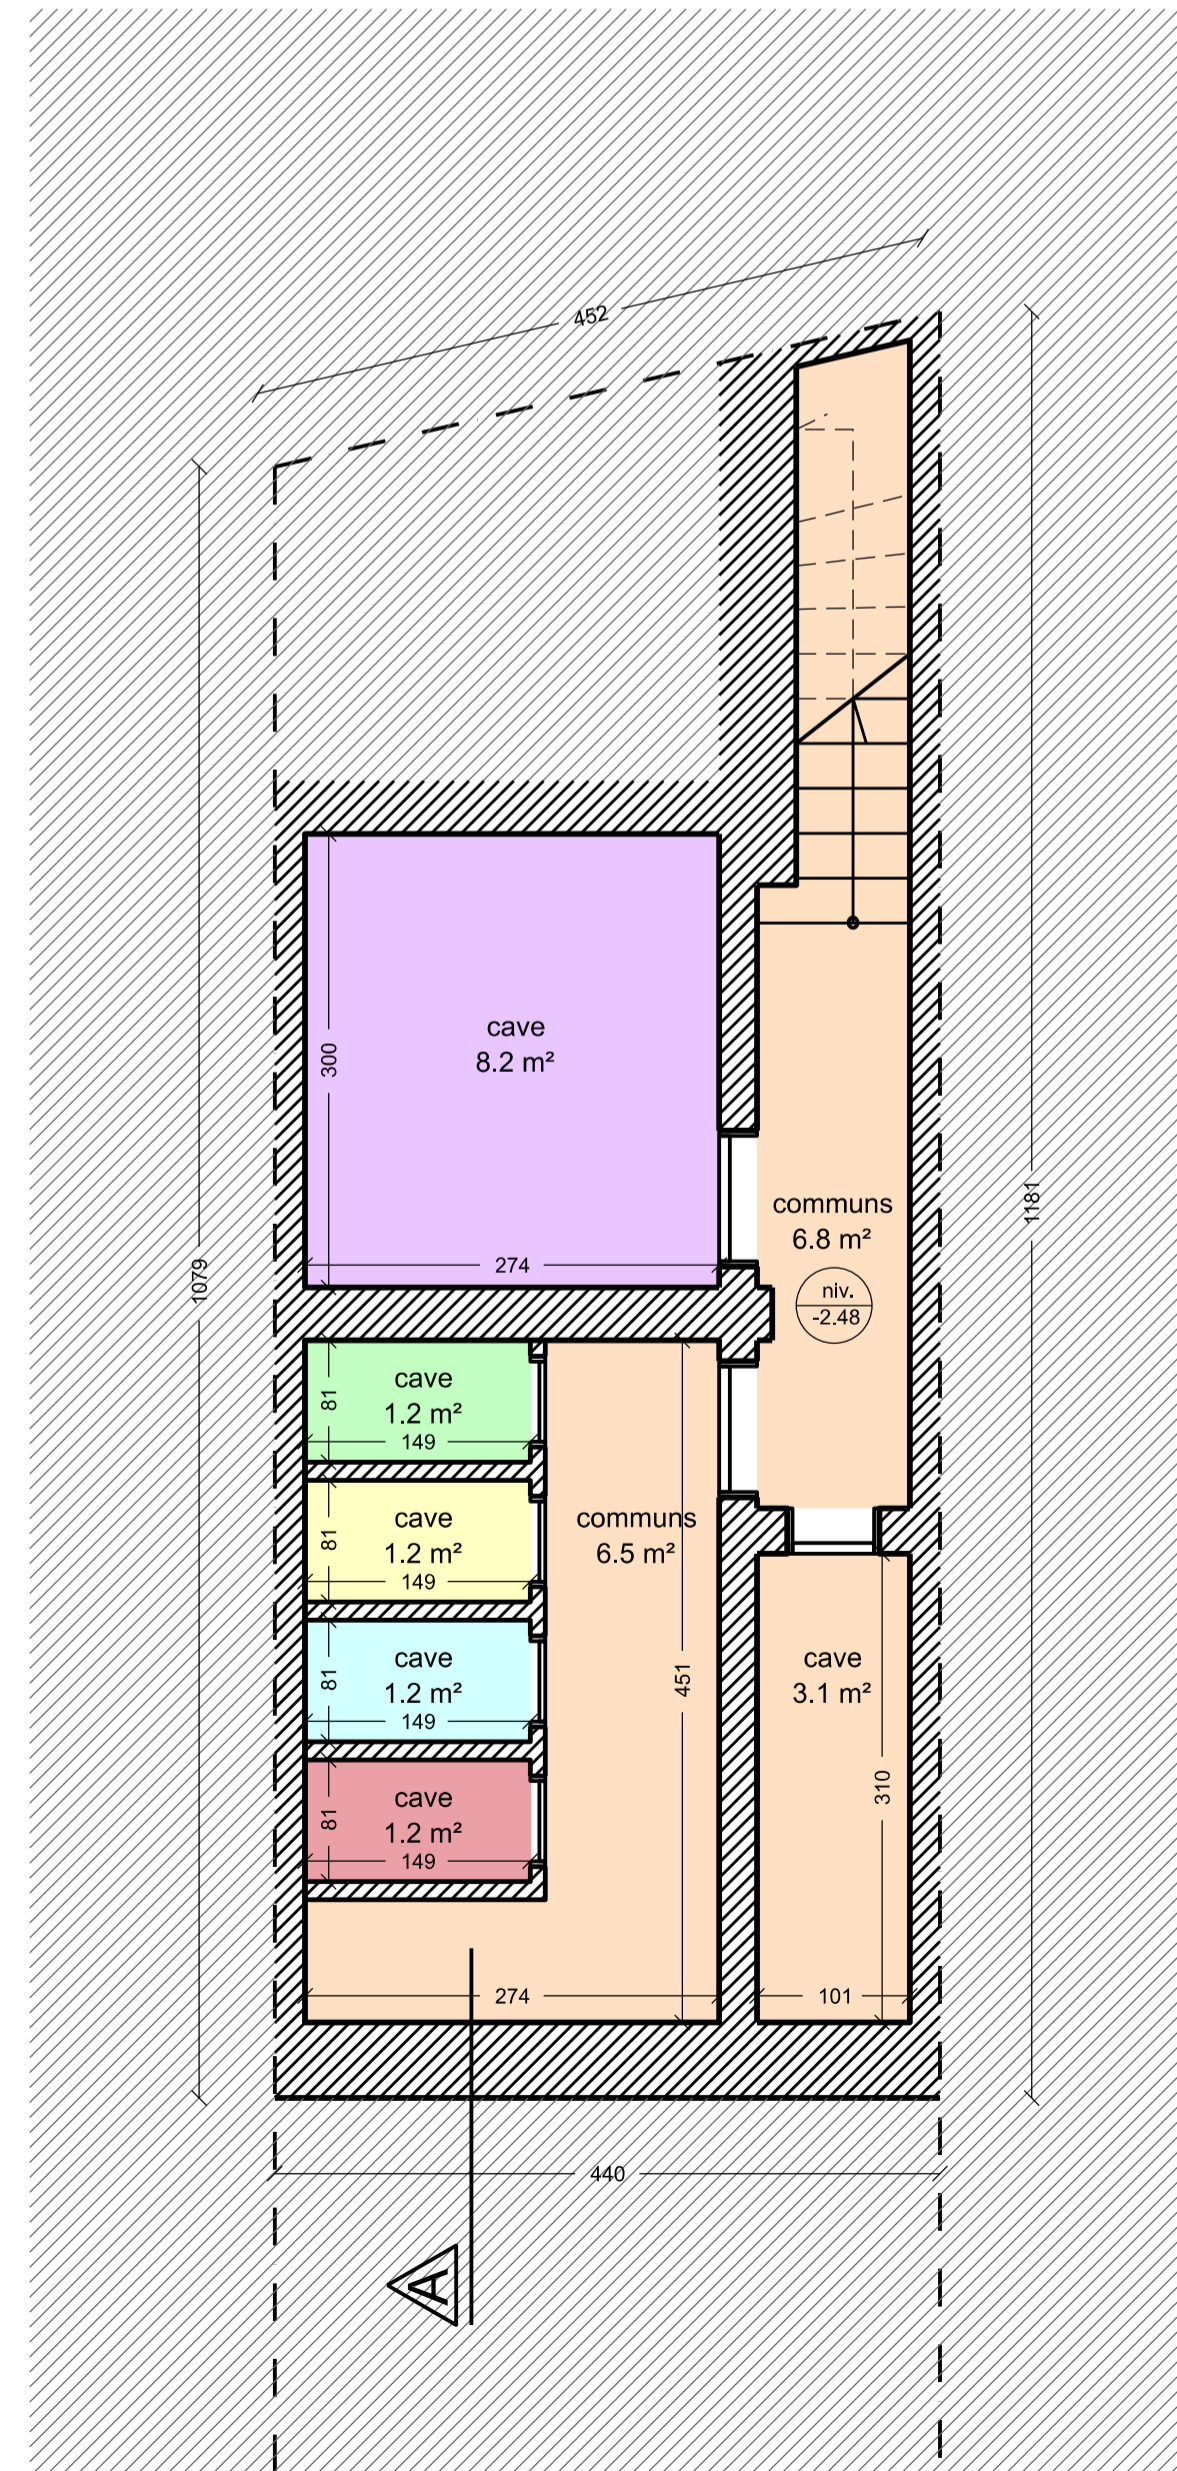 452
1079
1181
300
cave
8.2 m²
274
communs
6.8 m²
niv.
-2.48
81
cave
1.2 m²
149
81
cave
1.2 m²
149
communs
6.5 m²
81
cave
1.2 m²
149
451
cave
3.1 m²
81
cave
1.2 m²
149
310
274
101
440
A